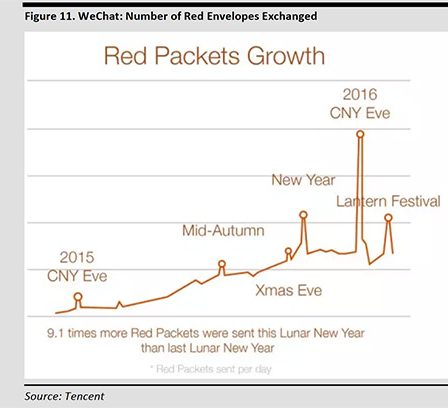 Figure 11. WeChat: Number of Red Envelopes Exchanged
Red Packets Growth
2016
CNY Eve
New Year
Lantern Festival
Mid-Autumn
2015
CNY Eve
Xmas Eve
9.1 times more Red Packets were sent this Lunar New Year
than last Lunar New Year
* Red Packets sent per day
Source: Tencent